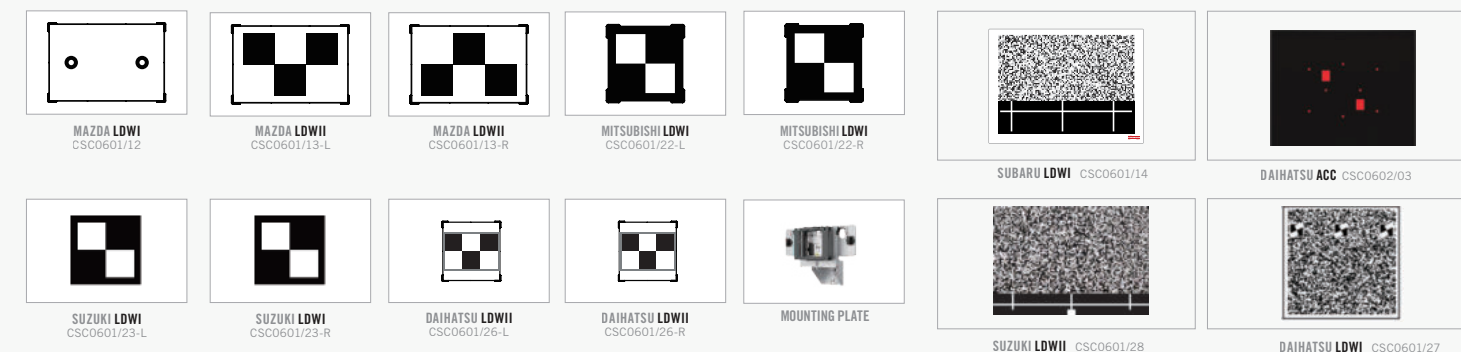 MAZDA LDWI
CSC0601/12
MAZDA LDWII
CSC0601/13-L
MAZDA LDWII
CSC0601/13-R
MITSUBISHI LDWI
CSC0601/22-L
MITSUBISHI LDWI
CSC0601/22-R
SUBARU LDWI CSC0601/14
DAIHATSU ACC CSC0602/03
SUZUKI LDWI
CSC0601/23-L
SUZUKI LDWI
CSC0601/23-R
DAIHATSU LDWII
CSC0601/26-L
DAIHATSU LDWII
CSC0601/26-R
MOUNTING PLATE
SUZUKI LDWII CSC0601/28
DAIHATSU LDWI CSC0601/27